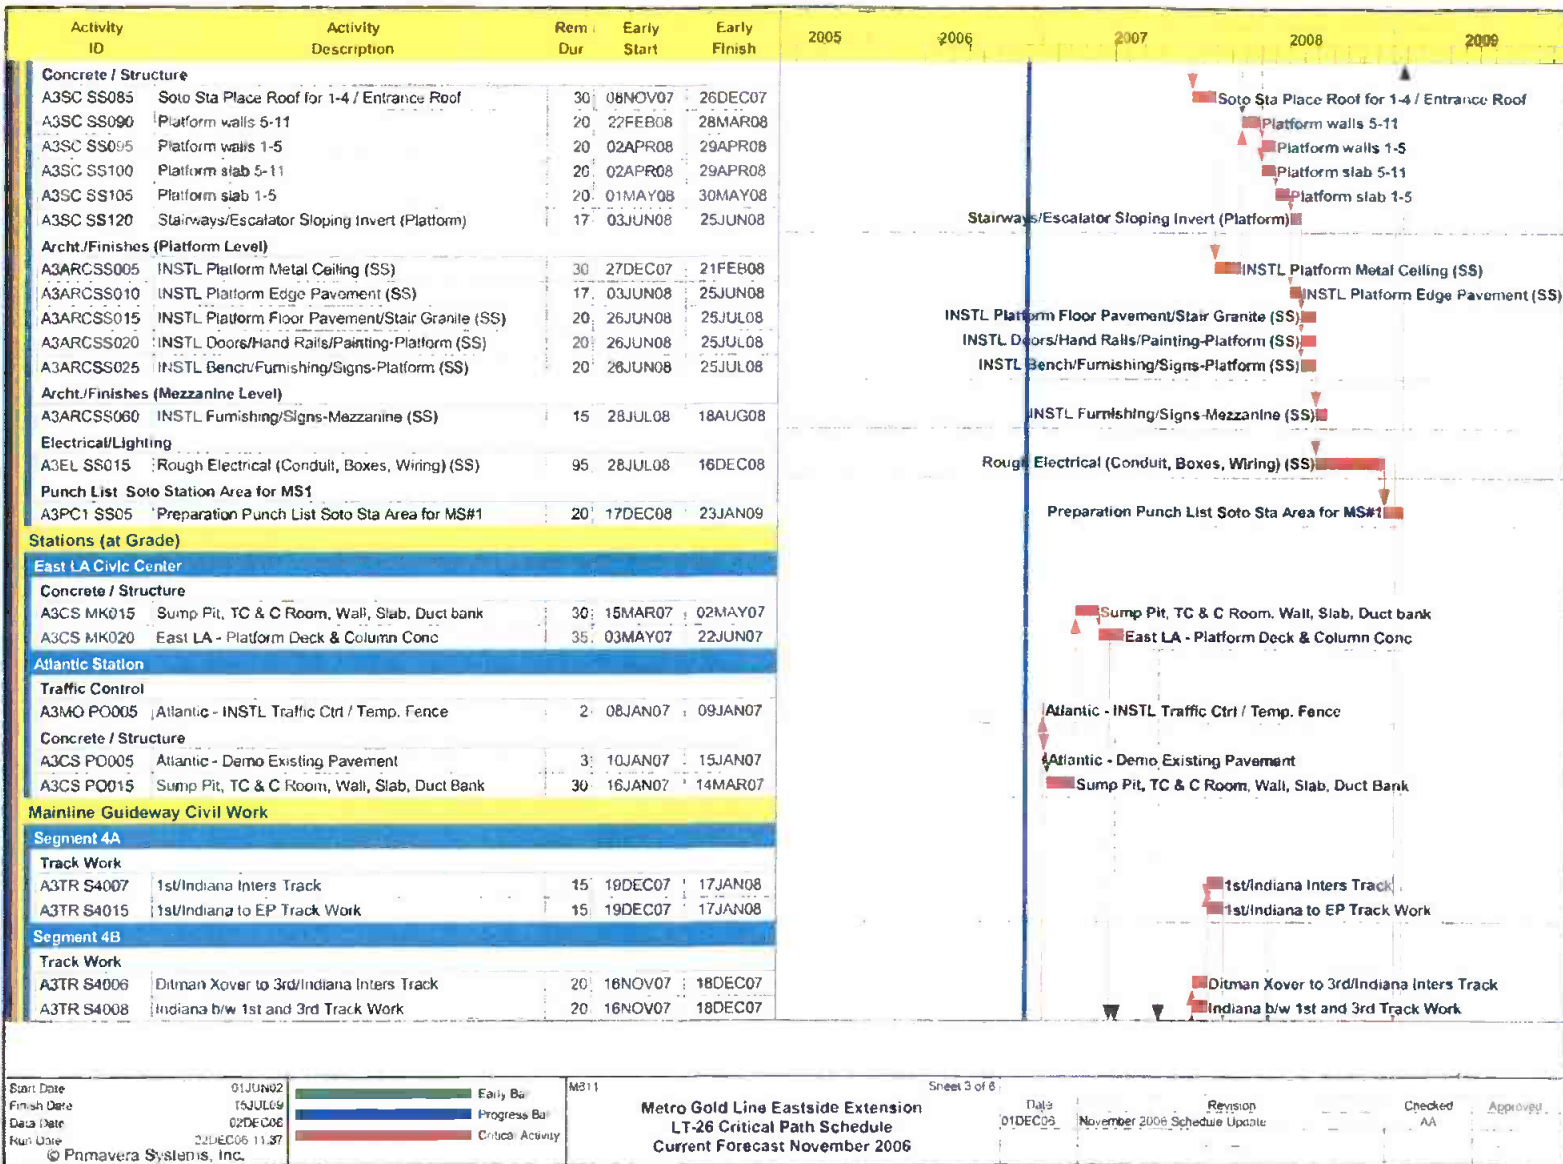 Activity ID Activity Description Rem Dur Early Start Early Finish 2005 2006 2007 2008 2009
Concrete / Structure
A3SC SS085 Soto Sta Place Roof for 1-4 / Entrance Roof 30 08NOV07 26DEC07 Soto Sta Place Roof for 1-4 / Entrance Roof
A3SC SS090 Platform walls 5-11 20 22FEB08 28MAR08 Platform walls 5-11
A3SC SS095 Platform walls 1-5 20 02APR08 29APR08 Platform walls 1-5
A3SC SS100 Platform slab 5-11 20 02APR08 29APR08 Platform slab 5-11
A3SC SS105 Platform slab 1-5 20 01MAY08 30MAY08 Platform slab 1-5
A3SC SS120 Stairways/Escalator Sloping Invert (Platform) 17 03JUN08 25JUN08 Stairways/Escalator Sloping Invert (Platform)
Archt./Finishes (Platform Level)
A3ARCSS005 INSTL Platform Metal Ceiling (SS) 30 27DEC07 21FEB08 INSTL Platform Metal Ceiling (SS)
A3ARCSS010 INSTL Platform Edge Pavement (SS) 17 03JUN08 25JUN08 INSTL Platform Edge Pavement (SS)
A3ARCSS015 INSTL Platform Floor Pavement/Stair Granite (SS) 20 26JUN08 25JUL08 INSTL Platform Floor Pavement/Stair Granite (SS)
A3ARCSS020 INSTL Doors/Hand Rails/Painting-Platform (SS) 20 26JUN08 25JUL08 INSTL Doors/Hand Rails/Painting-Platform (SS)
A3ARCSS025 INSTL Bench/Furnishing/Signs-Platform (SS) 20 26JUN08 25JUL08 INSTL Bench/Furnishing/Signs-Platform (SS)
Archt./Finishes (Mezzanine Level)
A3ARCSS060 INSTL Furnishing/Signs-Mezzanine (SS) 15 28JUL08 18AUG08 INSTL Furnishing/Signs-Mezzanine (SS)
Electrical/Lighting
A3EL SS015 Rough Electrical (Conduit, Boxes, Wiring) (SS) 95 28JUL08 16DEC08 Rough Electrical (Conduit, Boxes, Wiring) (SS)
Punch List Soto Station Area for MS1
A3PC1 SS05 Preparation Punch List Soto Sta Area for MS#1 20 17DEC08 23JAN09 Preparation Punch List Soto Sta Area for MS#1
Stations (at Grade)
East LA Civic Center
Concrete / Structure
A3CS MK015 Sump Pit, TC & C Room, Wall, Slab, Duct bank 30 15MAR07 02MAY07 Sump Pit, TC & C Room. Wall, Slab, Duct bank
A3CS MK020 East LA - Platform Deck & Column Conc 35 03MAY07 22JUN07 East LA - Platform Deck & Column Conc
Atlantic Station
Traffic Control
A3MO PO005 Atlantic - INSTL Traffic Ctrl / Temp. Fence 2 08JAN07 09JAN07 Atlantic - INSTL Traffic Ctrl / Temp. Fence
Concrete / Structure
A3CS PO005 Atlantic - Demo Existing Pavement 3 10JAN07 15JAN07 Atlantic - Demo Existing Pavement
A3CS PO015 Sump Pit, TC & C Room, Wall, Slab, Duct Bank 30 16JAN07 14MAR07 Sump Pit, TC & C Room, Wall, Slab, Duct Bank
Mainline Guideway Civil Work
Segment 4A
Track Work
A3TR S4007 1st/Indiana Inters Track 15 19DEC07 17JAN08 1st/Indiana Inters Track
A3TR S4015 1st/Indiana to EP Track Work 15 19DEC07 17JAN08 1st/Indiana to EP Track Work
Segment 4B
Track Work
A3TR S4006 Ditman Xover to 3rd/Indiana Inters Track 20 16NOV07 18DEC07 Ditman Xover to 3rd/Indiana Inters Track
A3TR S4008 Indiana b/w 1st and 3rd Track Work 20 16NOV07 18DEC07 Indiana b/w 1st and 3rd Track Work
Start Date 01JUN02 Early Bar M811 Sheet 3 of 6
Finish Date 15JUL09 Progress Bar Metro Gold Line Eastside Extension Date Revision Checked Approved
Data Date 02DEC06 LT-26 Critical Path Schedule 01DEC06 November 2006 Schedule Update AA
Run Date 22DEC06 11:37 Critical Activity Current Forecast November 2006
© Primavera Systems, Inc.